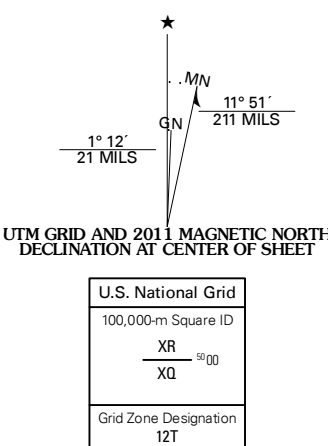 ★
MN
GN
11° 51´
211 MILS
1° 12´
21 MILS
UTM GRID AND 2011 MAGNETIC NORTH
DECLINATION AT CENTER OF SHEET
U.S. National Grid
100,000-m Square ID
XR
5000
XQ
Grid Zone Designation
12T